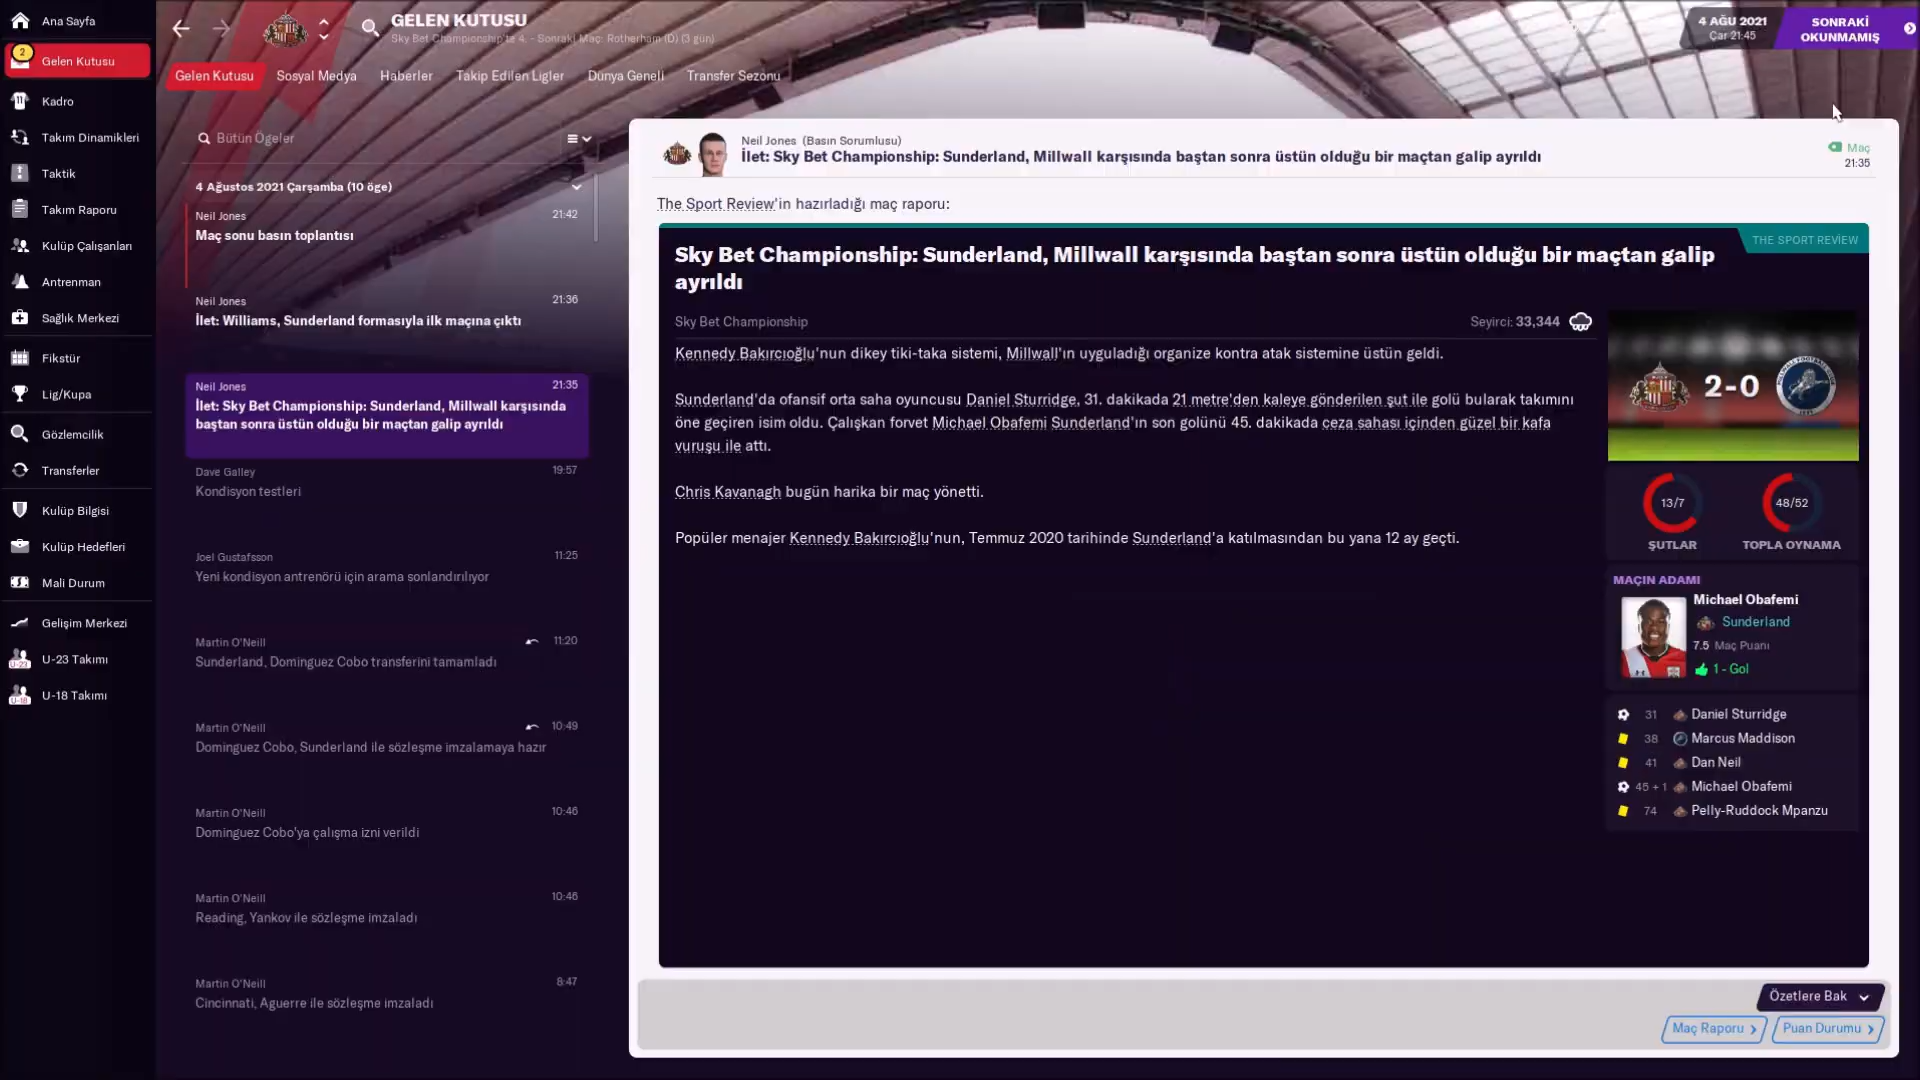 Ana Sayfa
2
Gelen Kutusu
Kadro
Takım Dinamikleri
Taktik
Takım Raporu
Kulüp Çalışanları
Antrenman
Sağlık Merkezi
Fikstür
Lig/Kupa
Gözlemcilik
Transferler
Kulüp Bilgisi
Kulüp Hedefleri
Mali Durum
Gelişim Merkezi
U-23 Takımı
U-18 Takımı
GELEN KUTUSU
Sky Bet Championship'te 4. - Sonraki Maç: Rotherham (D) (3 gün)
4 AĞU 2021
Çar 21:45
SONRAKİ
OKUNMAMIŞ
Gelen Kutusu Sosyal Medya Haberler Takip Edilen Ligler Dünya Geneli Transfer Sezonu
Bütün Ögeler
4 Ağustos 2021 Çarşamba (10 öge)
Neil Jones 21:42
Maç sonu basın toplantısı
Neil Jones 21:36
İlet: Williams, Sunderland formasıyla ilk maçına çıktı
Neil Jones 21:35
İlet: Sky Bet Championship: Sunderland, Millwall karşısında
baştan sonra üstün olduğu bir maçtan galip ayrıldı
Dave Galley 19:57
Kondisyon testleri
Joel Gustafsson 11:25
Yeni kondisyon antrenörü için arama sonlandırılıyor
Martin O'Neill 11:20
Sunderland, Dominguez Cobo transferini tamamladı
Martin O'Neill 10:49
Dominguez Cobo, Sunderland ile sözleşme imzalamaya hazır
Martin O'Neill 10:46
Dominguez Cobo'ya çalışma izni verildi
Martin O'Neill 10:46
Reading, Yankov ile sözleşme imzaladı
Martin O'Neill 8:47
Cincinnati, Aguerre ile sözleşme imzaladı
Neil Jones (Basın Sorumlusu)
İlet: Sky Bet Championship: Sunderland, Millwall karşısında baştan sonra üstün olduğu bir maçtan galip ayrıldı
Maç
21:35
The Sport Review'in hazırladığı maç raporu:
THE SPORT REVIEW
Sky Bet Championship: Sunderland, Millwall karşısında baştan sonra üstün olduğu bir maçtan galip
ayrıldı
Sky Bet Championship Seyirci: 33,344
Kennedy Bakırcıoğlu'nun dikey tiki-taka sistemi, Millwall'ın uyguladığı organize kontra atak sistemine üstün geldi.
Sunderland'da ofansif orta saha oyuncusu Daniel Sturridge, 31. dakikada 21 metre'den kaleye gönderilen şut ile golü bularak takımını
öne geçiren isim oldu. Çalışkan forvet Michael Obafemi Sunderland'ın son golünü 45. dakikada ceza sahası içinden güzel bir kafa
vuruşu ile attı.
Chris Kavanagh bugün harika bir maç yönetti.
Popüler menajer Kennedy Bakırcıoğlu'nun, Temmuz 2020 tarihinde Sunderland'a katılmasından bu yana 12 ay geçti.
2-0
13/7
48/52
ŞUTLAR
TOPLA OYNAMA
MAÇIN ADAMI
Michael Obafemi
Sunderland
7.5 Maç Puanı
1 - Gol
31 Daniel Sturridge
38 Marcus Maddison
41 Dan Neil
45 + 1 Michael Obafemi
74 Pelly-Ruddock Mpanzu
Özetlere Bak
Maç Raporu
Puan Durumu